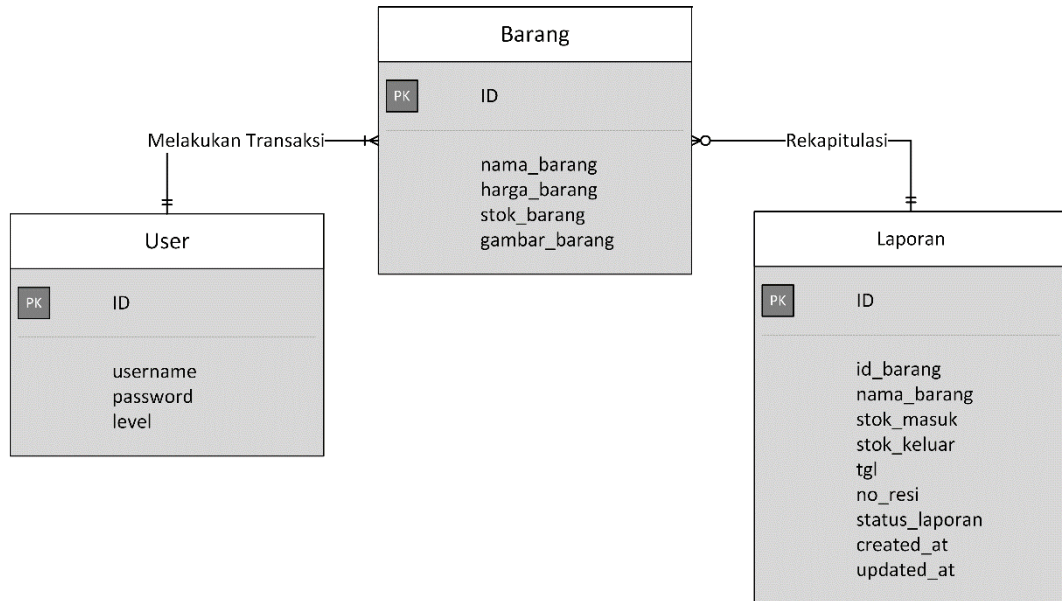 Barang
PK ID
nama_barang
harga_barang
stok_barang
gambar_barang
Melakukan Transaksi
Rekapitulasi
User
PK ID
username
password
level
Laporan
PK ID
id_barang
nama_barang
stok_masuk
stok_keluar
tgl
no_resi
status_laporan
created_at
updated_at